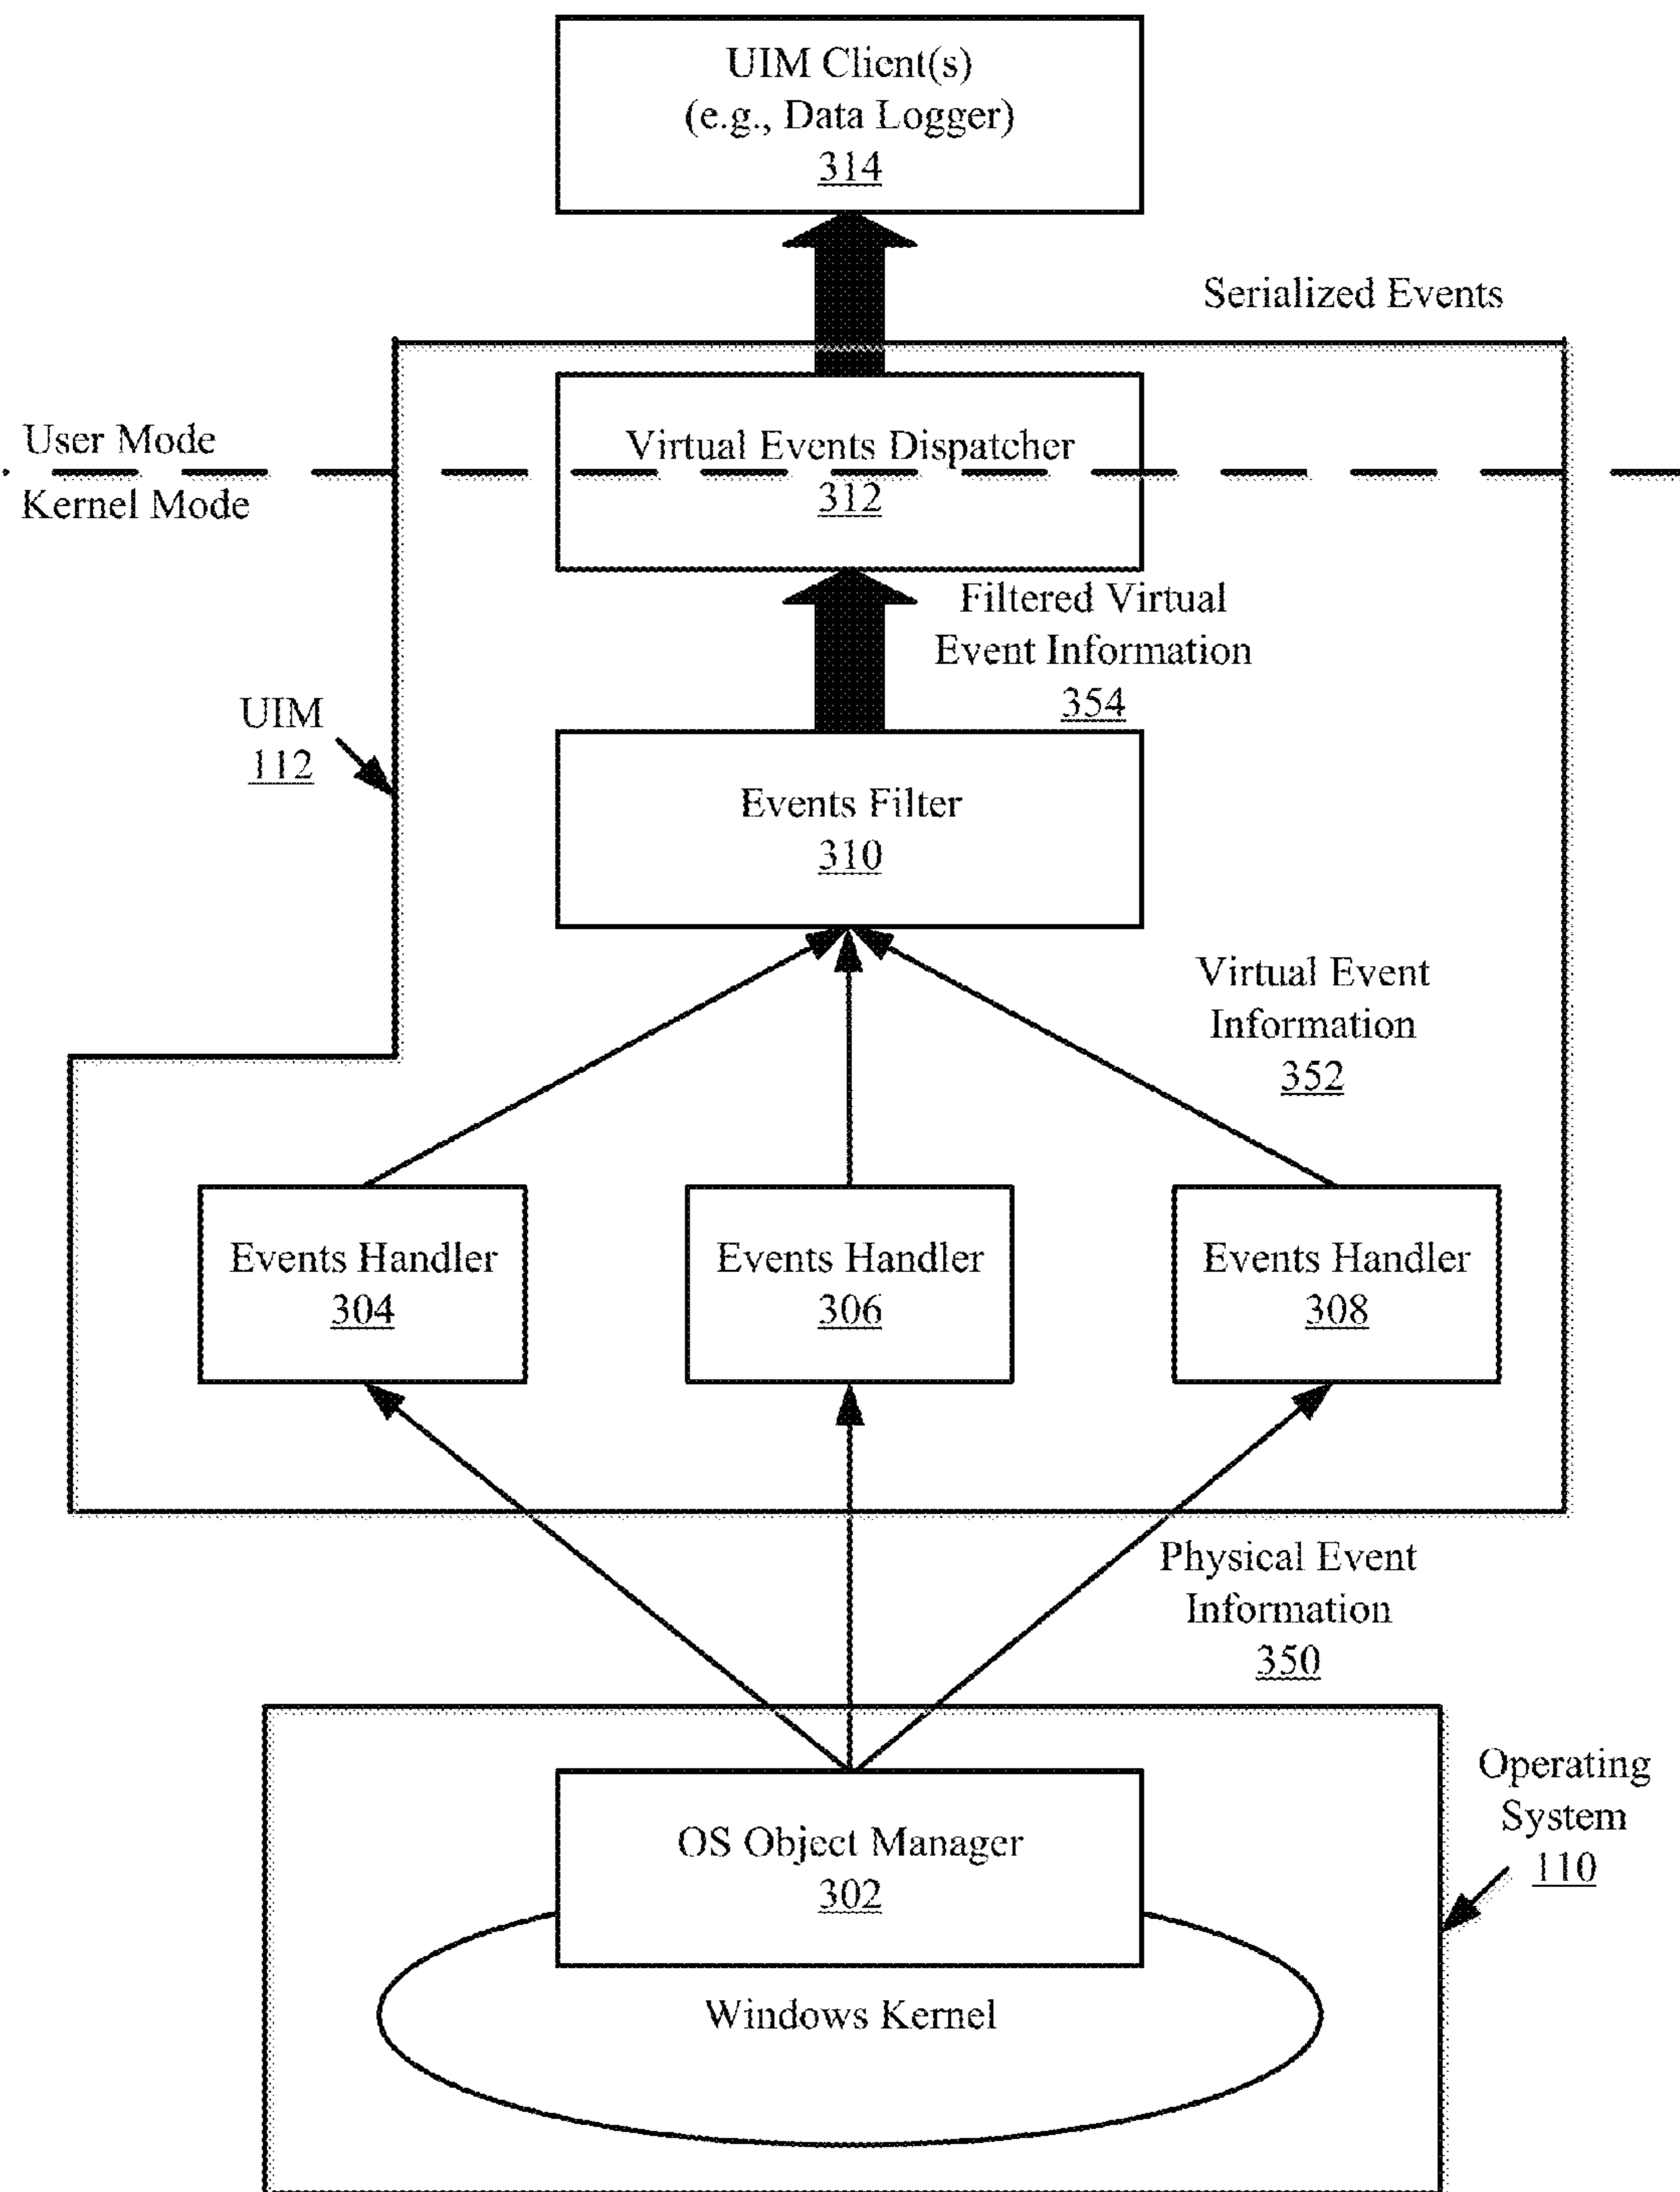 UIM Client(s)
(e.g., Data Logger)
314
Serialized Events
User Mode
Kernel Mode
Virtual Events Dispatcher
312
Filtered Virtual
Event Information
354
UIM
112
Events Filter
310
Virtual Event
Information
352
Events Handler
304
Events Handler
306
Events Handler
308
Physical Event
Information
350
Operating
System
110
OS Object Manager
302
Windows Kernel